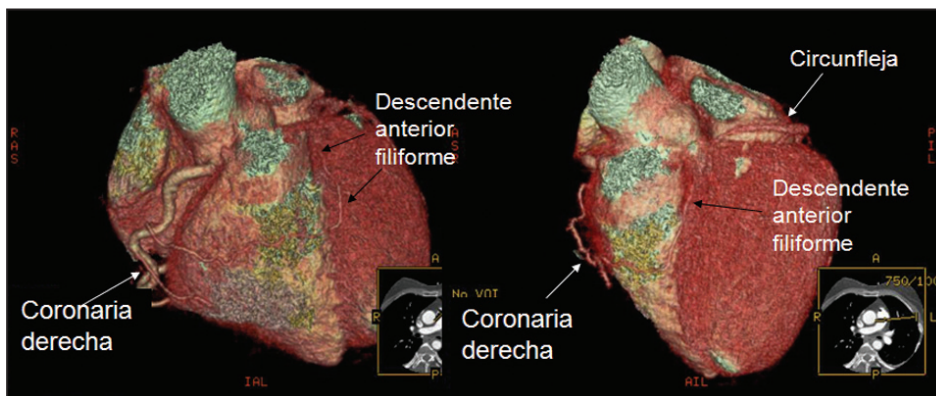 Descendente
anterior
filiforme
Coronaria
derecha
RAS
IAL
A
R
P
Circunfleja
Descendente
anterior
filiforme
No VOI
Coronaria
derecha
AIL
A
750/100
R
L
P